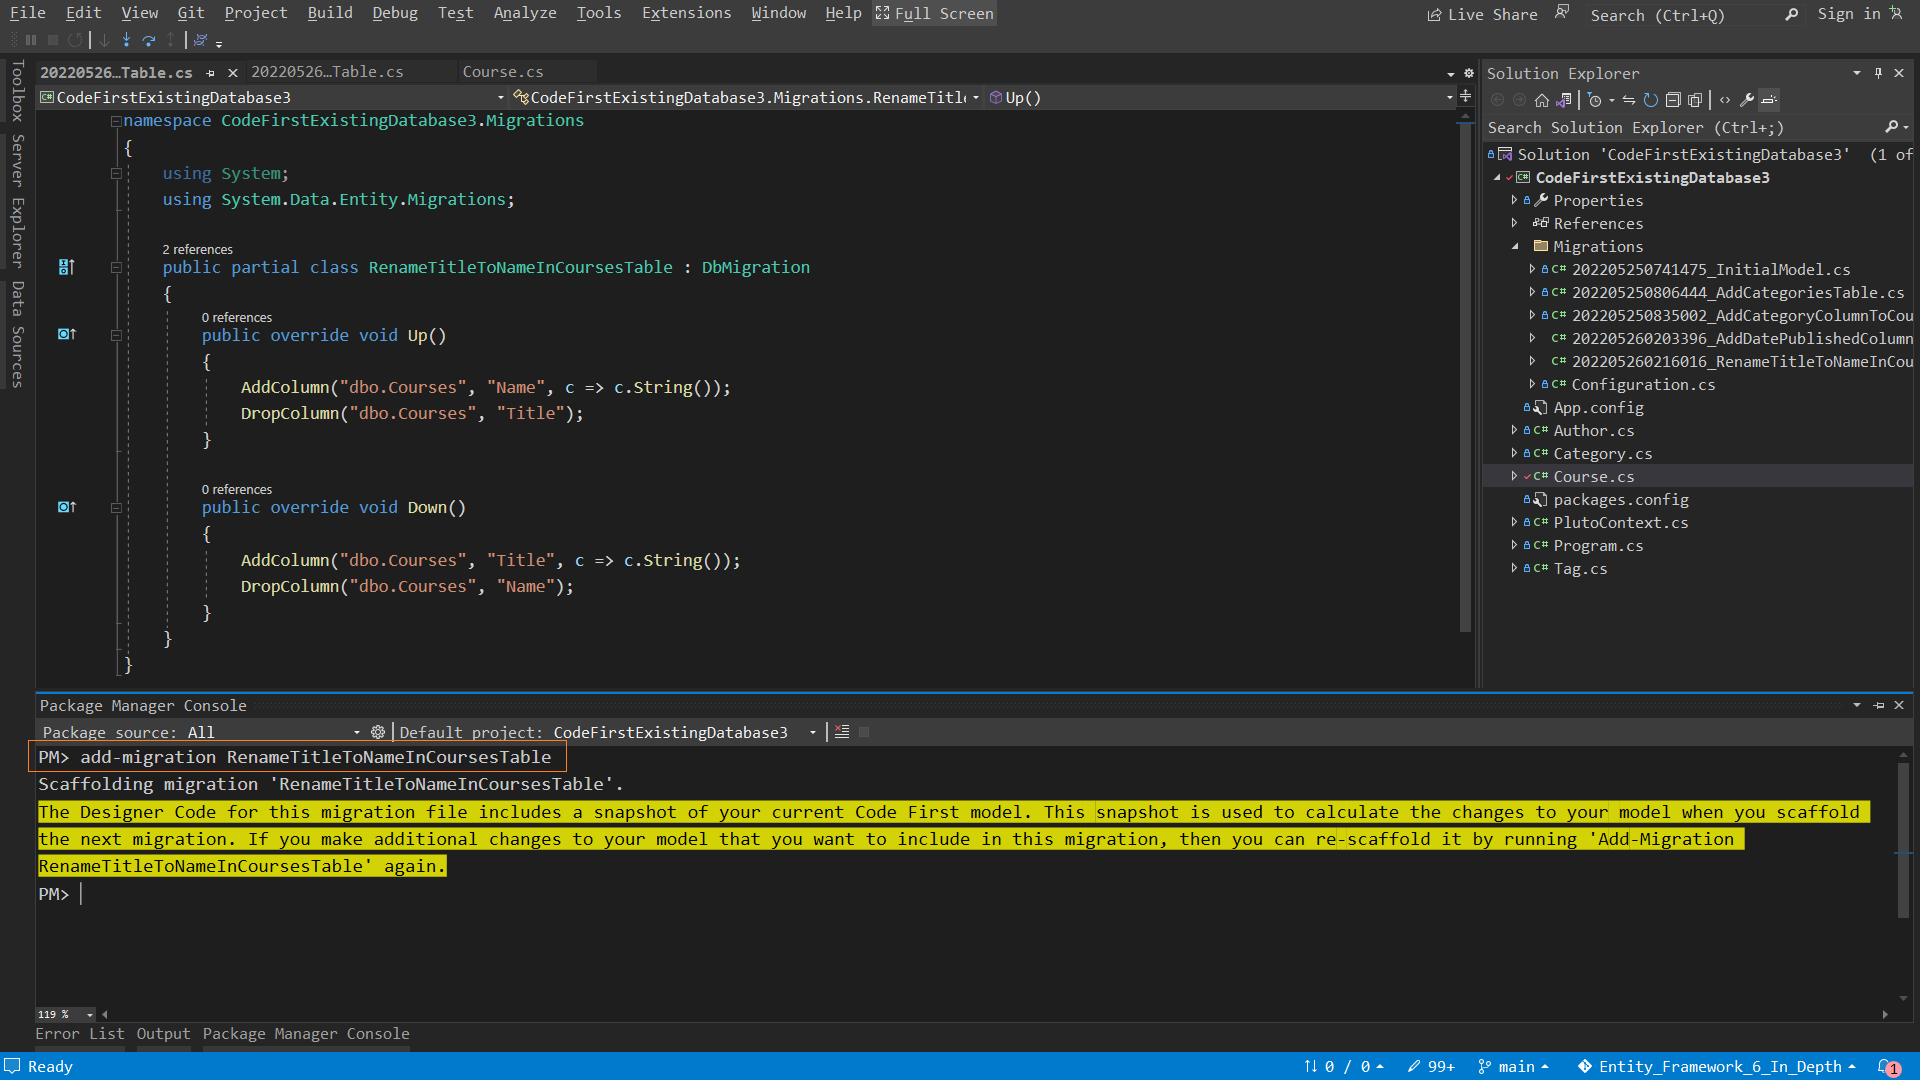 File Edit View Git Project Build Debug Test Analyze Tools Extensions Window Help Full Screen Live Share Search (Ctrl+Q) Sign in
20220526…Table.cs 20220526…Table.cs Course.cs
CodeFirstExistingDatabase3 CodeFirstExistingDatabase3.Migrations.RenameTitl Up()
Toolbox
Server Explorer
Data Sources
namespace CodeFirstExistingDatabase3.Migrations
{
using System;
using System.Data.Entity.Migrations;
2 references
public partial class RenameTitleToNameInCoursesTable : DbMigration
{
0 references
public override void Up()
{
AddColumn("dbo.Courses", "Name", c => c.String());
DropColumn("dbo.Courses", "Title");
}
0 references
public override void Down()
{
AddColumn("dbo.Courses", "Title", c => c.String());
DropColumn("dbo.Courses", "Name");
}
}
}
Solution Explorer
Search Solution Explorer (Ctrl+;)
Solution 'CodeFirstExistingDatabase3' (1 of
C# CodeFirstExistingDatabase3
Properties
References
Migrations
C# 202205250741475_InitialModel.cs
C# 202205250806444_AddCategoriesTable.cs
C# 202205250835002_AddCategoryColumnToCou
C# 202205260203396_AddDatePublishedColumn
C# 202205260216016_RenameTitleToNameInCou
C# Configuration.cs
App.config
C# Author.cs
C# Category.cs
C# Course.cs
packages.config
C# PlutoContext.cs
C# Program.cs
C# Tag.cs
Package Manager Console
Package source: All Default project: CodeFirstExistingDatabase3
PM> add-migration RenameTitleToNameInCoursesTable
Scaffolding migration 'RenameTitleToNameInCoursesTable'.
The Designer Code for this migration file includes a snapshot of your current Code First model. This snapshot is used to calculate the changes to your model when you scaffold
the next migration. If you make additional changes to your model that you want to include in this migration, then you can re-scaffold it by running 'Add-Migration
RenameTitleToNameInCoursesTable' again.
PM>
119 %
Error List Output Package Manager Console
Ready 0 / 0 99+ main Entity_Framework_6_In_Depth 1